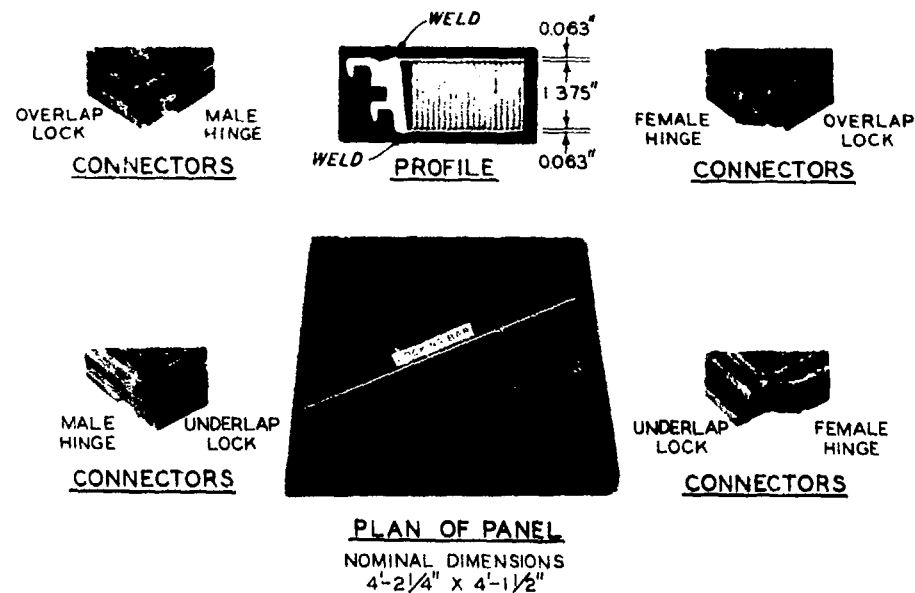 WELD
0.063"
1.375"
0.063"
OVERLAP
LOCK
MALE
HINGE
CONNECTORS
WELD
PROFILE
FEMALE
HINGE
OVERLAP
LOCK
CONNECTORS
LOCKING BAR
MALE
HINGE
UNDERLAP
LOCK
CONNECTORS
UNDERLAP
LOCK
FEMALE
HINGE
CONNECTORS
PLAN OF PANEL
NOMINAL DIMENSIONS
4'-2 1/4" X 4'-1 1/2"